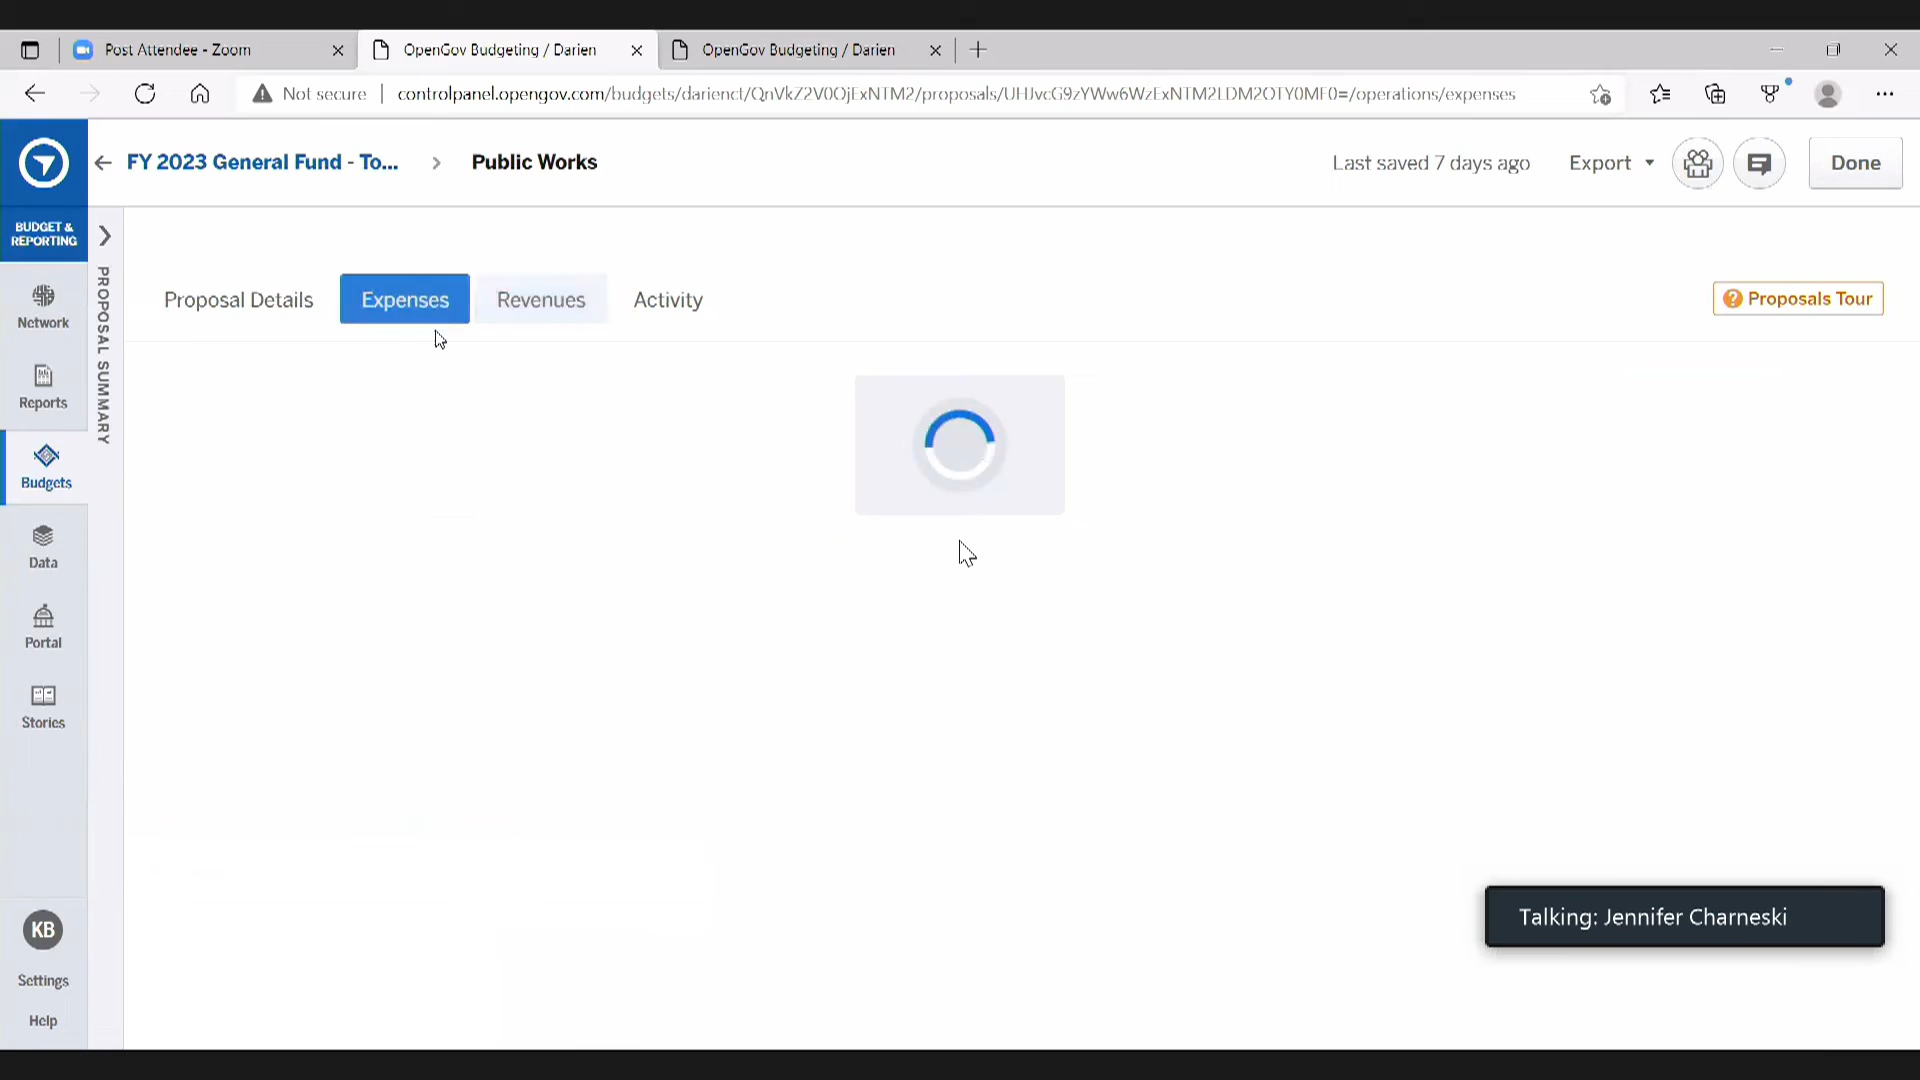 Post Attendee - Zoom
OpenGov Budgeting / Darien
OpenGov Budgeting / Darien
Not secure
controlpanel.opengov.com/budgets/darienct/QnVkZ2V0OjExNTM2/proposals/UHJvcG9zYWw6WzExNTM2LDM2OTY0MF0=/operations/expenses
FY 2023 General Fund - To...
Public Works
Last saved 7 days ago
Export
Done
BUDGET &
REPORTING
Network
Reports
Budgets
Data
Portal
Stories
KB
Settings
Help
PROPOSAL SUMMARY
Proposal Details
Expenses
Revenues
Activity
Proposals Tour
Talking: Jennifer Charneski